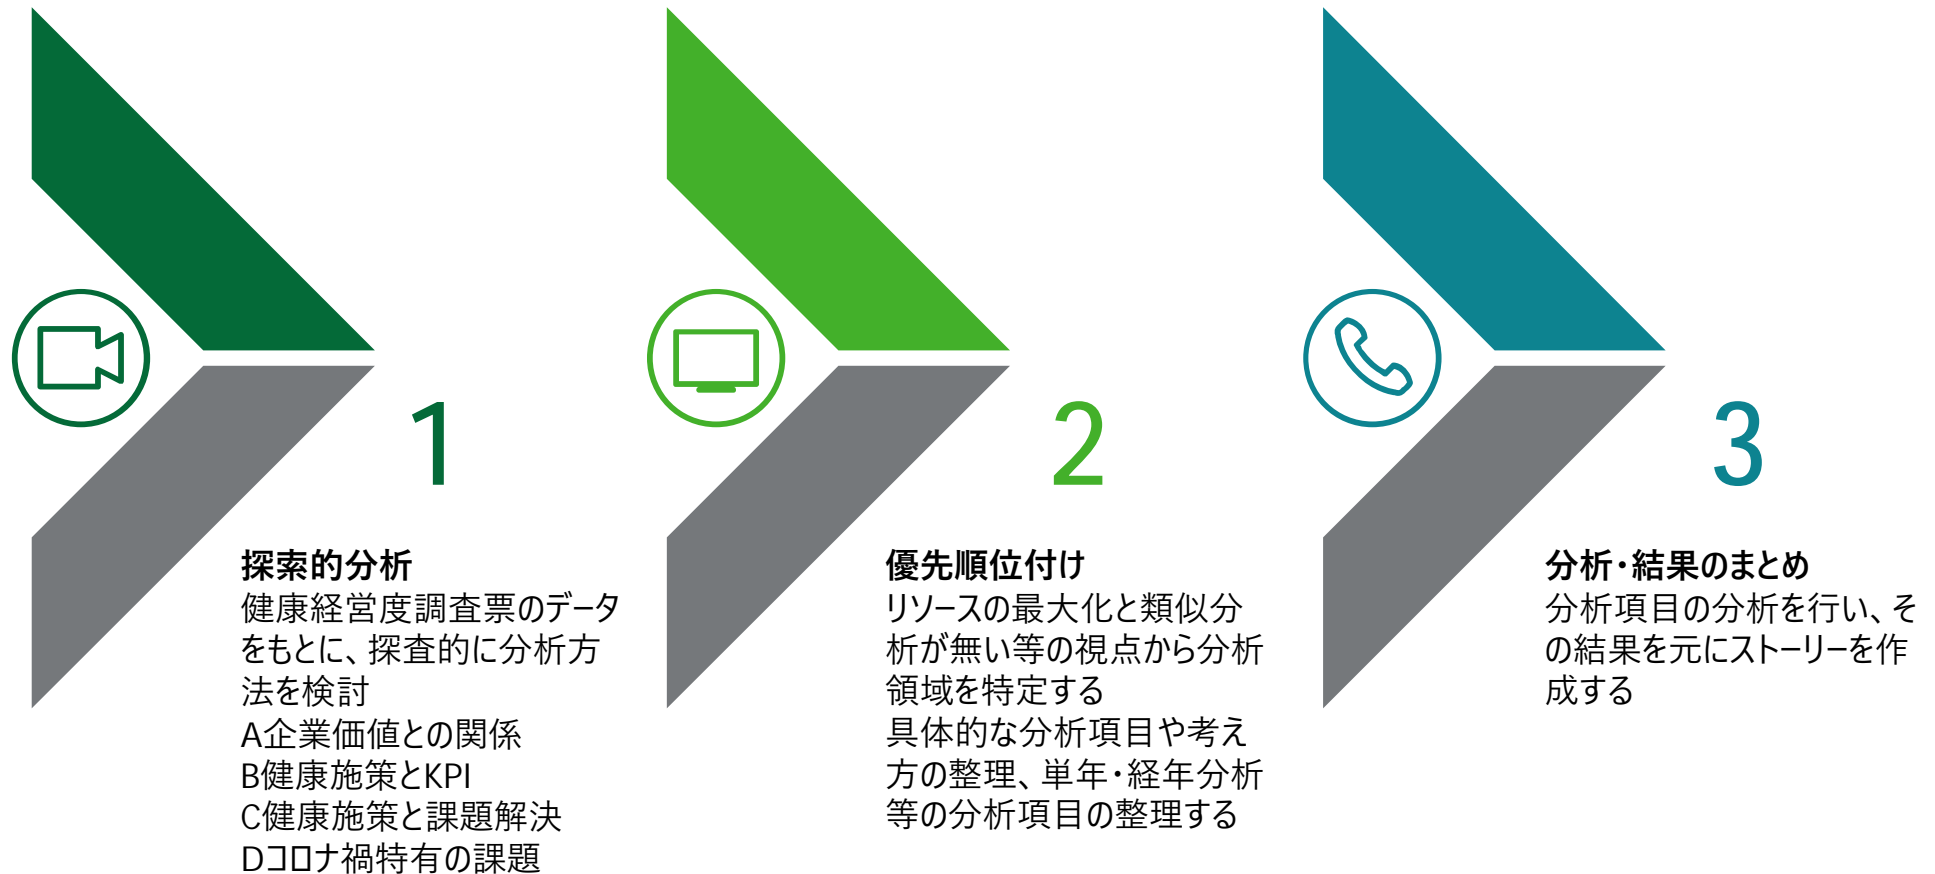 1
探索的分析
健康経営度調査票のデータ
をもとに、探査的に分析方
法を検討
A企業価値との関係
B健康施策とKPI
C健康施策と課題解決
Dコロナ禍特有の課題
2
優先順位付け
リソースの最大化と類似分
析が無い等の視点から分析
領域を特定する
具体的な分析項目や考え
方の整理、単年・経年分析
等の分析項目の整理する
3
分析・結果のまとめ
分析項目の分析を行い、そ
の結果を元にストーリーを作
成する